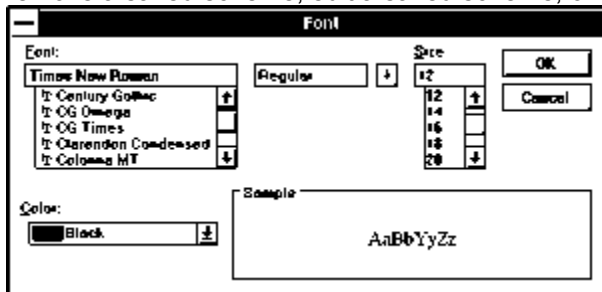 Font
Font: Size
Times New Roman Regular 12 OK
Century Gothic 12 Cancel
CG Omega 14
CG Times 16
Clarendon Condensed 18
Colonna MT 20
Color: Sample
Black AaBbYyZz